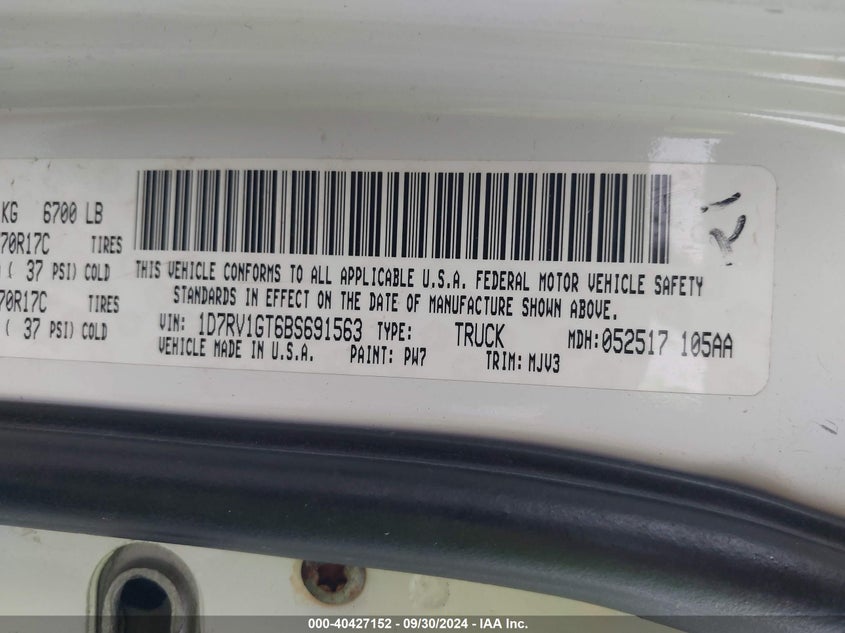 KG 6700 LB
70R17C TIRES
( 37 PSI) COLD
70R17C TIRES
( 37 PSI) COLD
THIS VEHICLE CONFORMS TO ALL APPLICABLE U.S.A. FEDERAL MOTOR VEHICLE SAFETY
STANDARDS IN EFFECT ON THE DATE OF MANUFACTURE SHOWN ABOVE.
VIN: 1D7RV1GT6BS691563 TYPE: TRUCK MDH: 052517 105AA
VEHICLE MADE IN U.S.A. PAINT: PW7 TRIM: MJV3
000-40427152 - 09/30/2024 - IAA Inc.